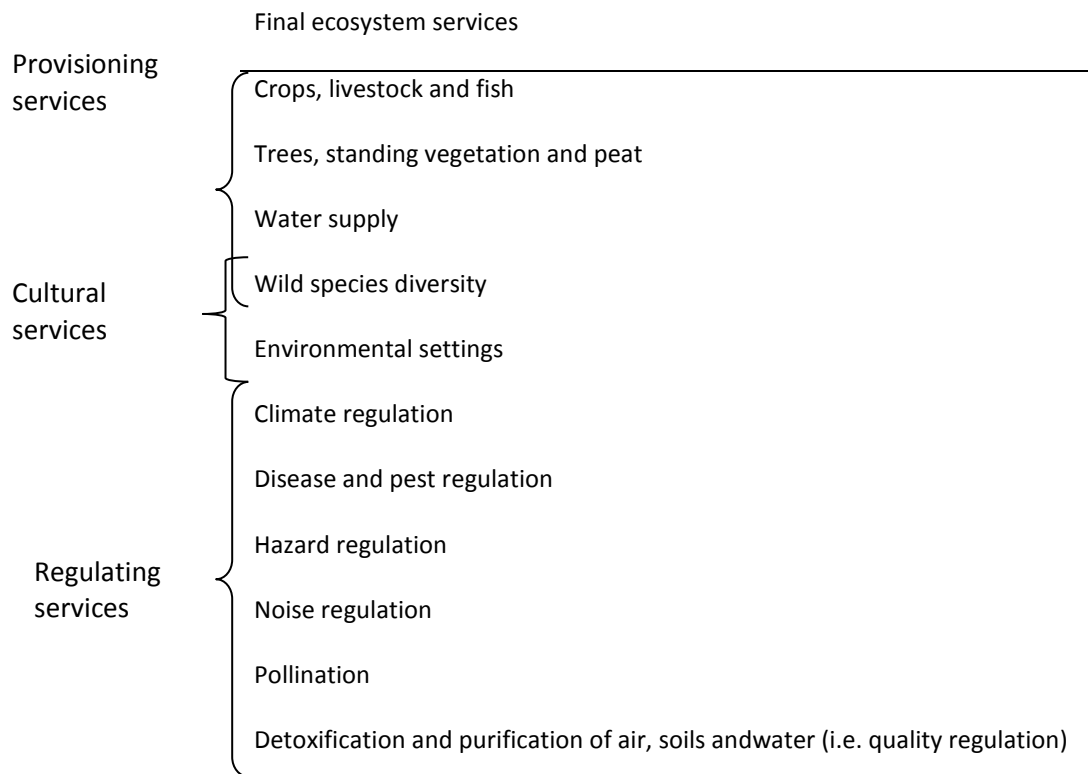 Final ecosystem services
Provisioning
services
Crops, livestock and fish
Trees, standing vegetation and peat
Water supply
Cultural
services
Wild species diversity
Environmental settings
Climate regulation
Disease and pest regulation
Hazard regulation
Regulating
services
Noise regulation
Pollination
Detoxification and purification of air, soils andwater (i.e. quality regulation)